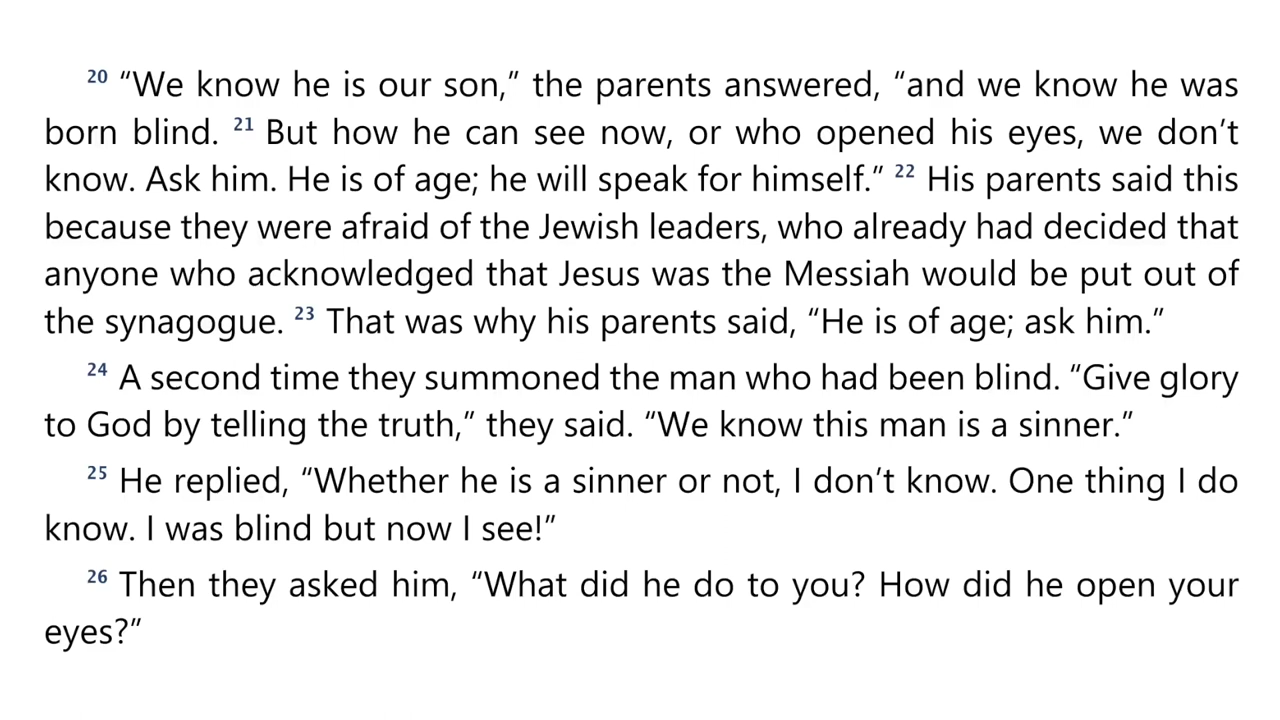 20 “We know he is our son,” the parents answered, “and we know he was
born blind. 21 But how he can see now, or who opened his eyes, we don’t
know. Ask him. He is of age; he will speak for himself.” 22 His parents said this
because they were afraid of the Jewish leaders, who already had decided that
anyone who acknowledged that Jesus was the Messiah would be put out of
the synagogue. 23 That was why his parents said, “He is of age; ask him.”
24 A second time they summoned the man who had been blind. “Give glory
to God by telling the truth,” they said. “We know this man is a sinner.”
25 He replied, “Whether he is a sinner or not, I don’t know. One thing I do
know. I was blind but now I see!”
26 Then they asked him, “What did he do to you? How did he open your
eyes?”